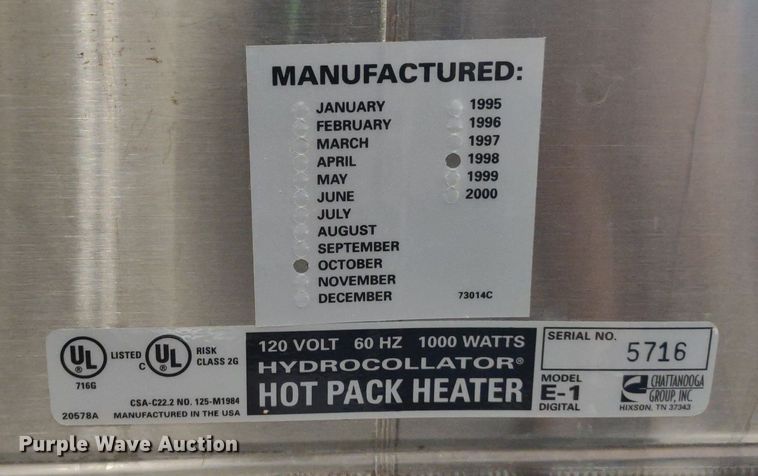 MANUFACTURED:
JANUARY 1995
FEBRUARY 1996
MARCH 1997
APRIL 1998
MAY 1999
JUNE 2000
JULY
AUGUST
SEPTEMBER
OCTOBER
NOVEMBER
DECEMBER 73014C
UL ® 716G
LISTED
C UL ®
RISK
CLASS 2G
CSA-C22.2 NO. 125-M1984
20578A MANUFACTURED IN THE USA
120 VOLT 60 HZ 1000 WATTS
HYDROCOLLATOR®
HOT PACK HEATER
SERIAL NO.
5716
MODEL
E-1
DIGITAL
CHATTANOOGA
GROUP, INC.
HIXSON, TN 37343
Purple Wave Auction